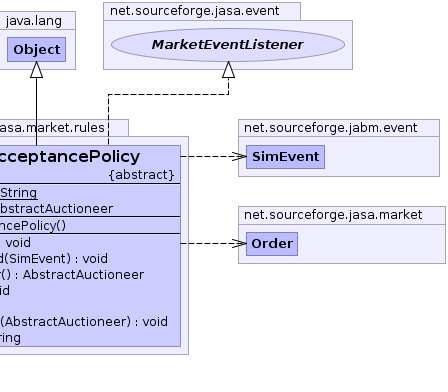 java.lang
Object
net.sourceforge.jasa.event
MarketEventListener
asa.market.rules
cceptancePolicy
{abstract}
String
bstractAuctioneer
ncePolicy()
: void
d(SimEvent) : void
r() : AbstractAuctioneer
id
(AbstractAuctioneer) : void
ring
net.sourceforge.jabm.event
SimEvent
net.sourceforge.jasa.market
Order